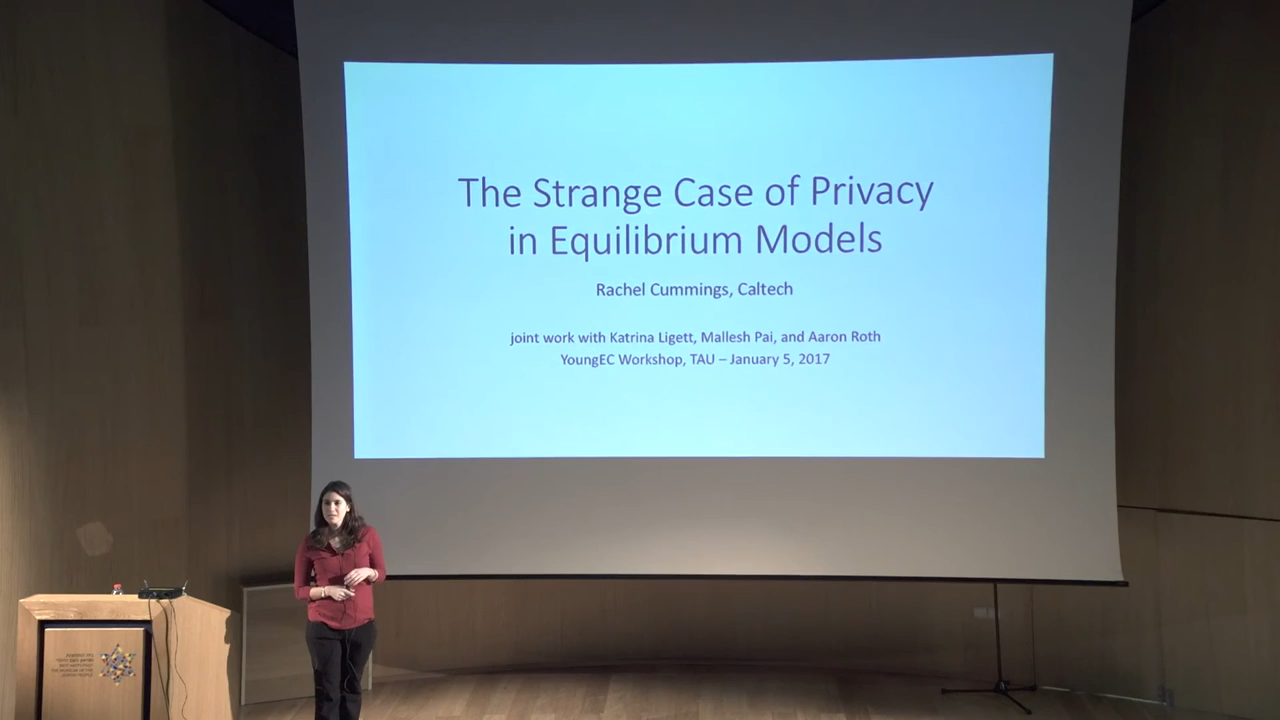 The Strange Case of Privacy
in Equilibrium Models
Rachel Cummings, Caltech
joint work with Katrina Ligett, Mallesh Pai, and Aaron Roth
YoungEC Workshop, TAU – January 5, 2017